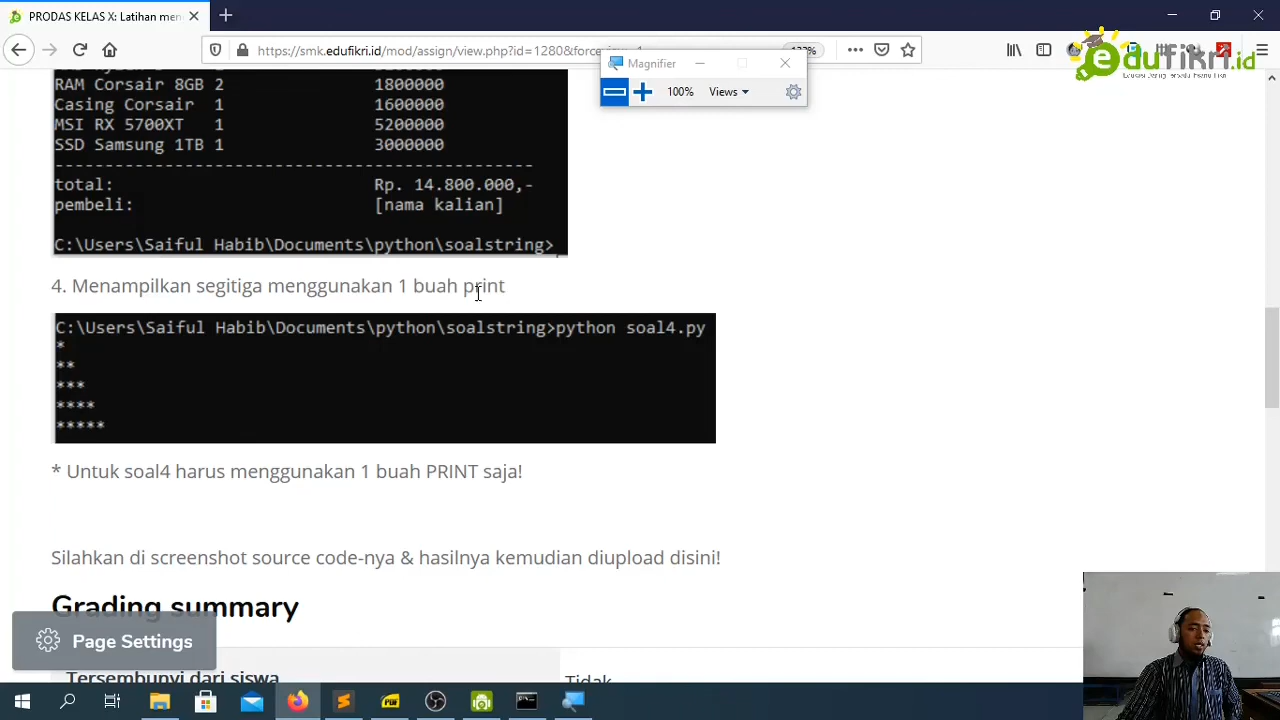 PRODAS KELAS X: Latihan men
https://smk.edufikri.id/mod/assign/view.php?id=1280&force
edufikri.id
Magnifier
100% Views
RAM Corsair 8GB 2 1800000
Casing Corsair 1 1600000
MSI RX 5700XT 1 5200000
SSD Samsung 1TB 1 3000000
------------------------------------------------
total: Rp. 14.800.000,-
pembeli: [nama kalian]
C:\Users\Saiful Habib\Documents\python\soalstring>
4. Menampilkan segitiga menggunakan 1 buah print
C:\Users\Saiful Habib\Documents\python\soalstring>python soal4.py
*
**
***
****
*****
* Untuk soal4 harus menggunakan 1 buah PRINT saja!
Silahkan di screenshot source code-nya & hasilnya kemudian diupload disini!
Grading summary
Page Settings
Tersembunyi dari siswa Tidak